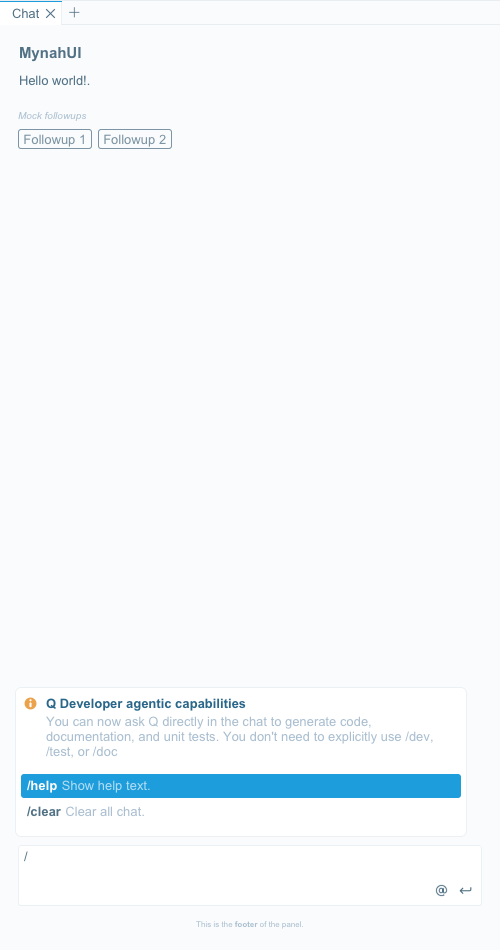 Chat
MynahUI
Hello world!.
Mock followups
Followup 1 Followup 2
Q Developer agentic capabilities
You can now ask Q directly in the chat to generate code,
documentation, and unit tests. You don't need to explicitly use /dev,
/test, or /doc
/help Show help text.
/clear Clear all chat.
/
@
This is the footer of the panel.